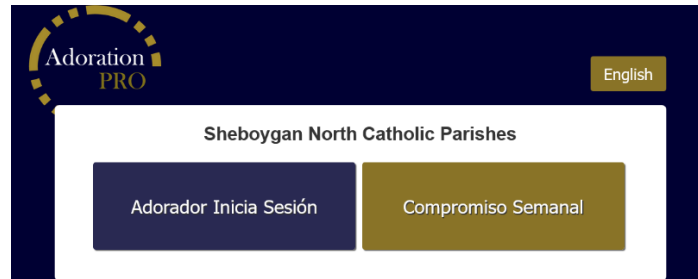 Adoration
PRO
English
Sheboygan North Catholic Parishes
Adorador Inicia Sesión
Compromiso Semanal